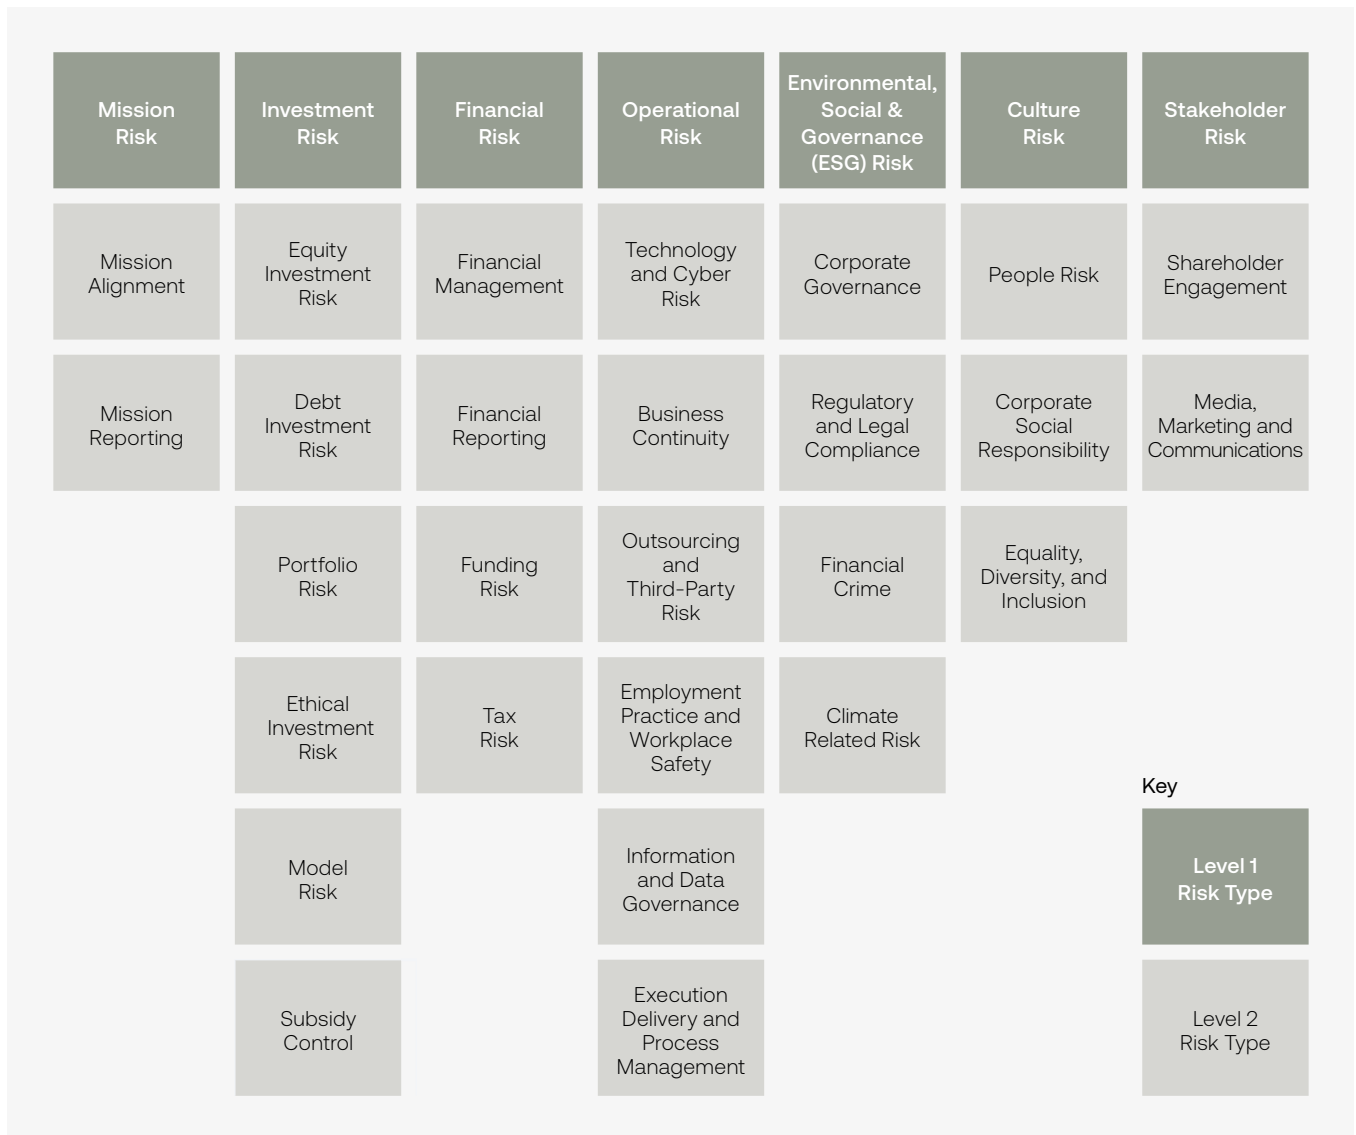 Mission
Risk
Investment
Risk
Financial
Risk
Operational
Risk
Environmental,
Social &
Governance
(ESG) Risk
Culture
Risk
Stakeholder
Risk
Mission
Alignment
Equity
Investment
Risk
Financial
Management
Technology
and Cyber
Risk
Corporate
Governance
People Risk
Shareholder
Engagement
Mission
Reporting
Debt
Investment
Risk
Financial
Reporting
Business
Continuity
Regulatory
and Legal
Compliance
Corporate
Social
Responsibility
Media,
Marketing and
Communications
Portfolio
Risk
Funding
Risk
Outsourcing
and
Third-Party
Risk
Financial
Crime
Equality,
Diversity, and
Inclusion
Ethical
Investment
Risk
Tax
Risk
Employment
Practice and
Workplace
Safety
Climate
Related Risk
Model
Risk
Information
and Data
Governance
Subsidy
Control
Execution
Delivery and
Process
Management
Key
Level 1
Risk Type
Level 2
Risk Type